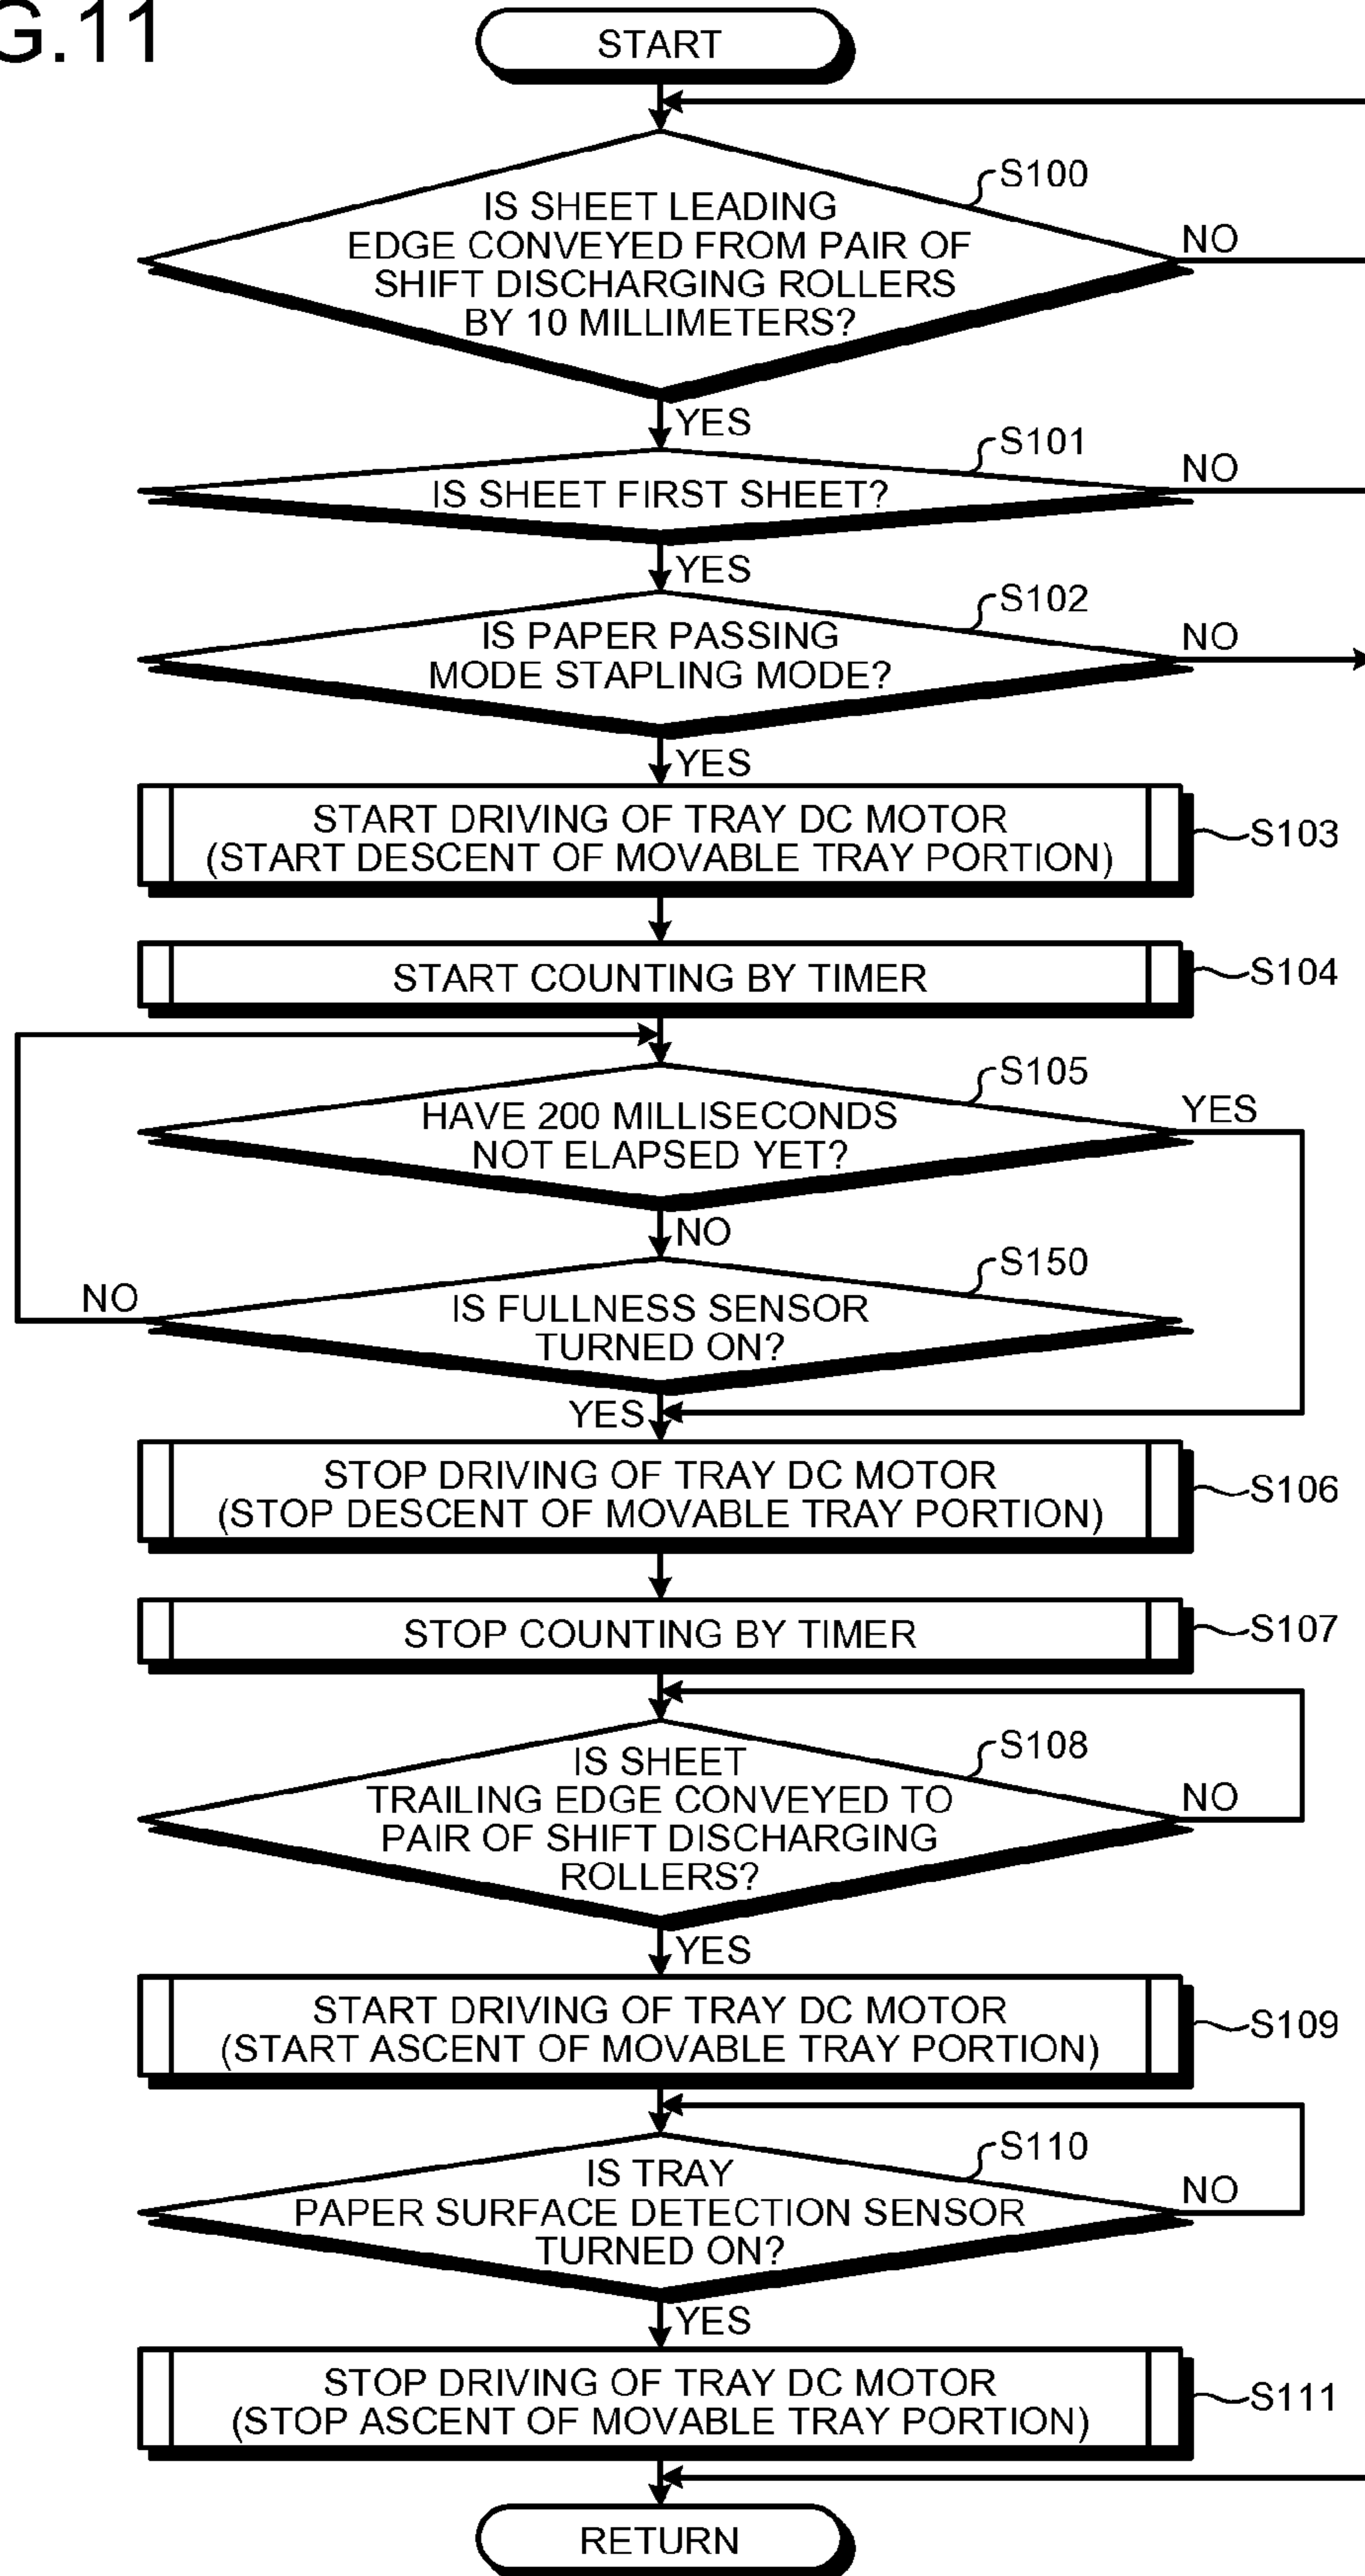 G.11
START
S100
IS SHEET LEADING
EDGE CONVEYED FROM PAIR OF
SHIFT DISCHARGING ROLLERS
BY 10 MILLIMETERS?
NO
YES
S101
IS SHEET FIRST SHEET?
NO
YES
S102
IS PAPER PASSING
MODE STAPLING MODE?
NO
YES
START DRIVING OF TRAY DC MOTOR
(START DESCENT OF MOVABLE TRAY PORTION)
S103
START COUNTING BY TIMER
S104
S105
HAVE 200 MILLISECONDS
NOT ELAPSED YET?
YES
NO
S150
IS FULLNESS SENSOR
TURNED ON?
NO
YES
STOP DRIVING OF TRAY DC MOTOR
(STOP DESCENT OF MOVABLE TRAY PORTION)
S106
STOP COUNTING BY TIMER
S107
S108
IS SHEET
TRAILING EDGE CONVEYED TO
PAIR OF SHIFT DISCHARGING
ROLLERS?
NO
YES
START DRIVING OF TRAY DC MOTOR
(START ASCENT OF MOVABLE TRAY PORTION)
S109
S110
IS TRAY
PAPER SURFACE DETECTION SENSOR
TURNED ON?
NO
YES
STOP DRIVING OF TRAY DC MOTOR
(STOP ASCENT OF MOVABLE TRAY PORTION)
S111
RETURN